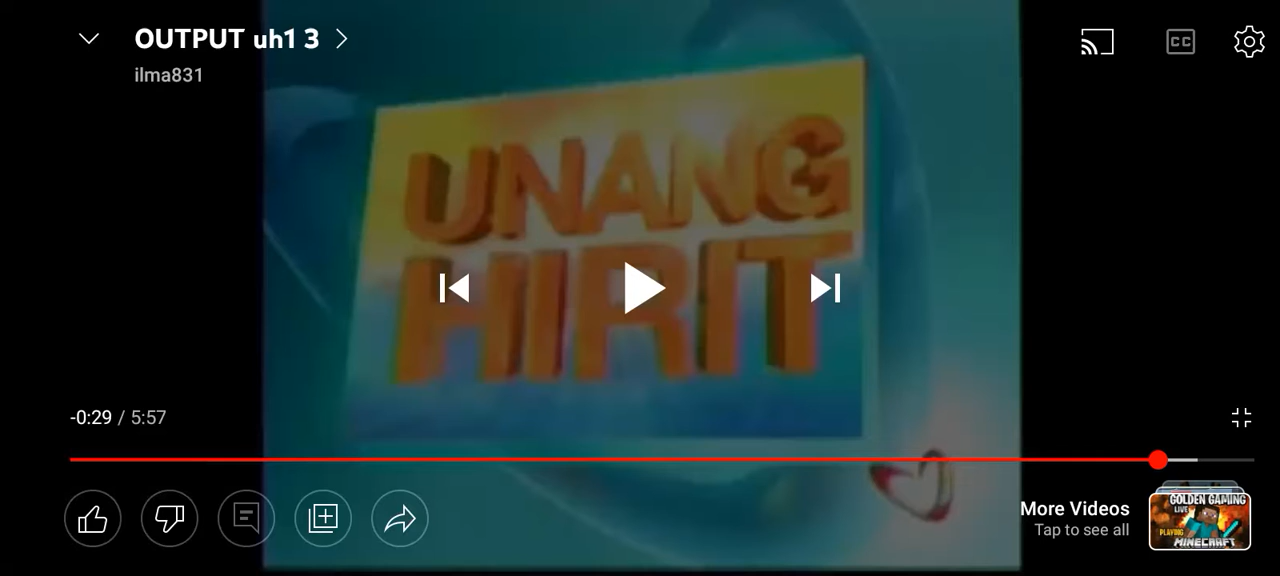 OUTPUT uh1 3
ilma831
CC
UNANG
HIRIT
-0:29 / 5:57
More Videos
Tap to see all
GOLDEN GAMING
LIVE
PLAYING
MINECRAFT